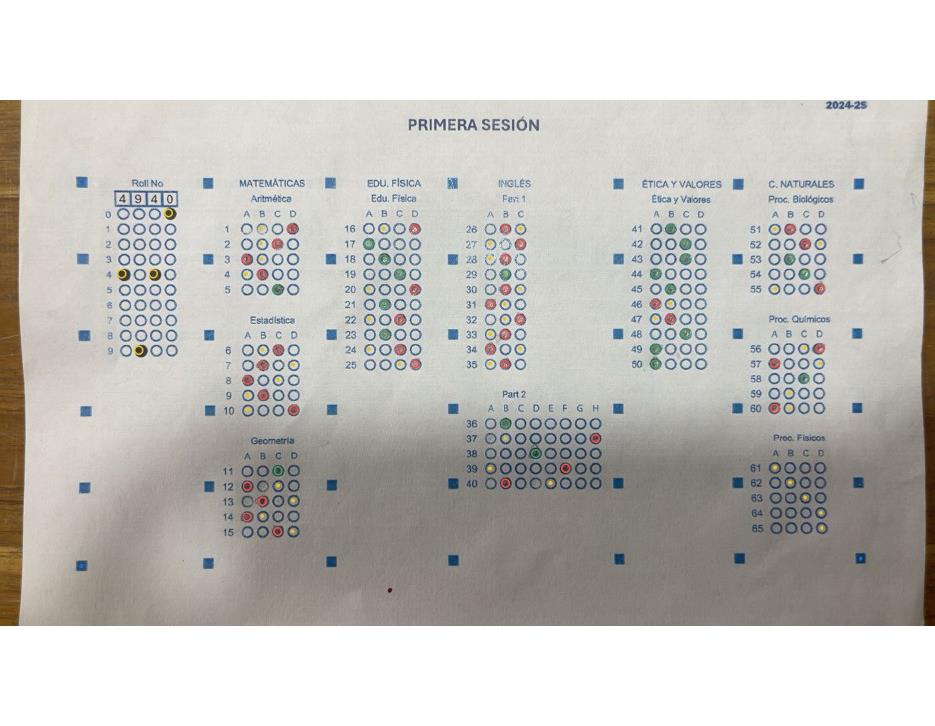 2024-2S
PRIMERA SESIÓN
Roll No
4 9 4 0
0
1
2
3
4
5
6
7
8
9
MATEMÁTICAS
Aritmética
A B C D
1
2
3
4
5
Estadística
A B C D
6
7
8
9
10
Geometría
A B C D
11
12
13
14
15
EDU. FÍSICA
Edu. Física
A B C D
16
17
18
19
20
21
22
23
24
25
INGLÉS
Part 1
A B C
26
27
28
29
30
31
32
33
34
35
Part 2
A B C D E F G H
36
37
38
39
40
ÉTICA Y VALORES
Ética y Valores
A B C D
41
42
43
44
45
46
47
48
49
50
C. NATURALES
Proc. Biológicos
A B C D
51
52
53
54
55
Proc. Químicos
A B C D
56
57
58
59
60
Proc. Físicos
A B C D
61
62
63
64
65